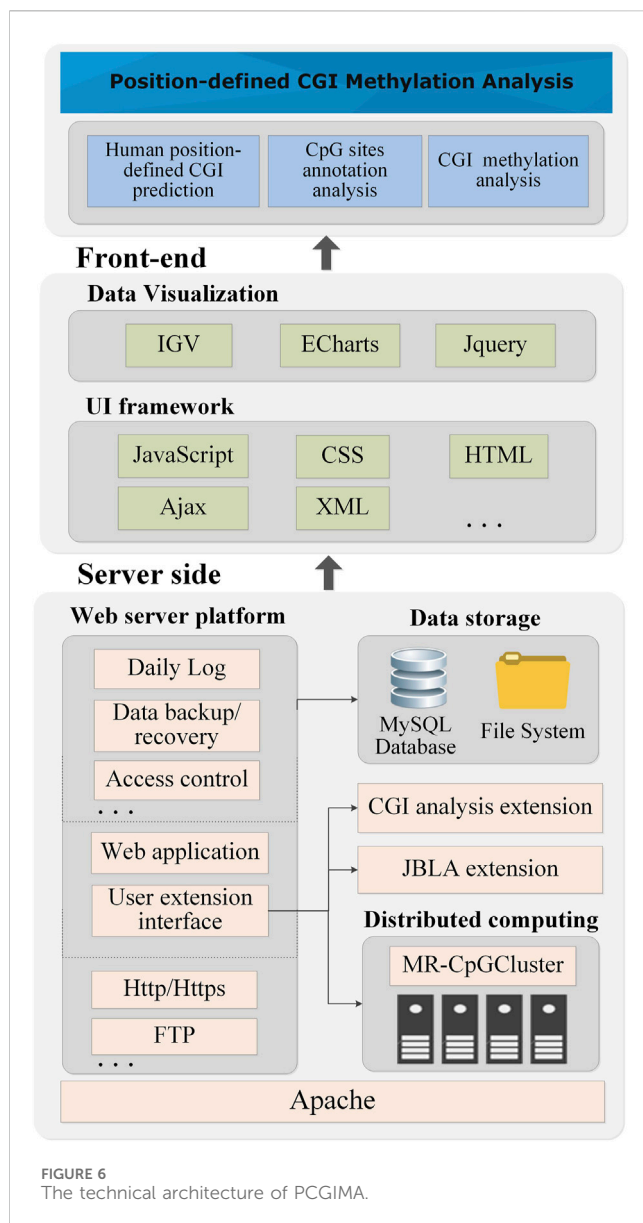 Position-defined CGI Methylation Analysis
Human position-
defined CGI
prediction
CpG sites
annotation
analysis
CGI methylation
analysis
Front-end
Data Visualization
IGV
ECharts
Jquery
UI framework
JavaScript
CSS
HTML
Ajax
XML
. . .
Server side
Web server platform
Daily Log
Data backup/
recovery
Access control
. . .
Web application
User extension
interface
Http/Https
FTP
. . .
Data storage
MySQL
Database
File System
CGI analysis extension
JBLA extension
Distributed computing
MR-CpGCluster
Apache
FIGURE 6
The technical architecture of PCGIMA.